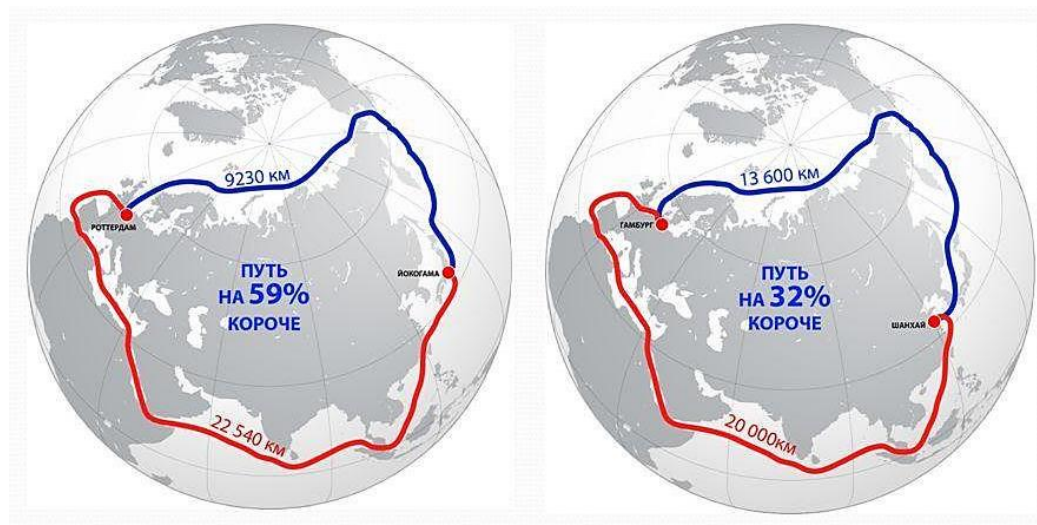 9230 КМ
РОТТЕРДАМ
ПУТЬ
НА 59%
КОРОЧЕ
ЙОКОГАМА
22 540 КМ
13 600 КМ
ГАМБУРГ
ПУТЬ
НА 32%
КОРОЧЕ
ШАНХАЙ
20 000КМ